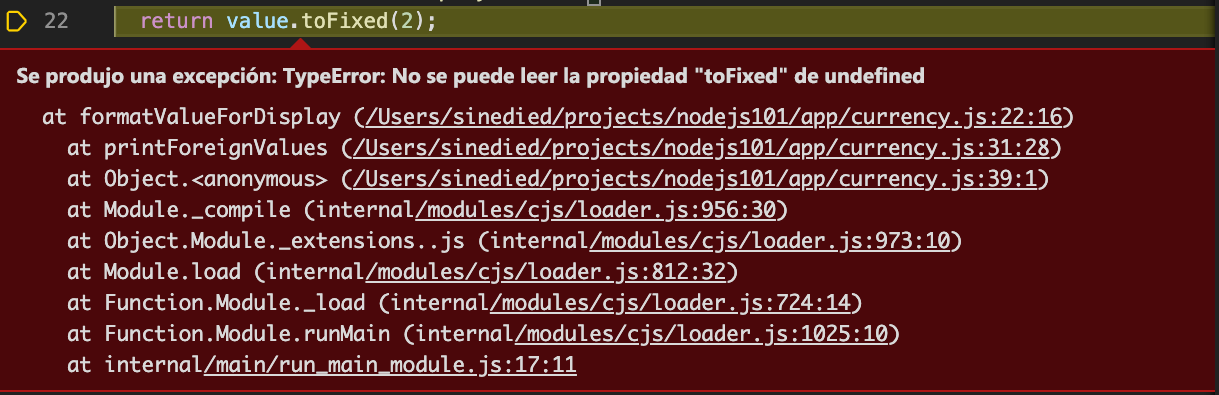 22 return value.toFixed(2);
Se produjo una excepción: TypeError: No se puede leer la propiedad "toFixed" de undefined
at formatValueForDisplay (/Users/sinedied/projects/nodejs101/app/currency.js:22:16)
at printForeignValues (/Users/sinedied/projects/nodejs101/app/currency.js:31:28)
at Object.<anonymous> (/Users/sinedied/projects/nodejs101/app/currency.js:39:1)
at Module._compile (internal/modules/cjs/loader.js:956:30)
at Object.Module._extensions..js (internal/modules/cjs/loader.js:973:10)
at Module.load (internal/modules/cjs/loader.js:812:32)
at Function.Module._load (internal/modules/cjs/loader.js:724:14)
at Function.Module.runMain (internal/modules/cjs/loader.js:1025:10)
at internal/main/run_main_module.js:17:11